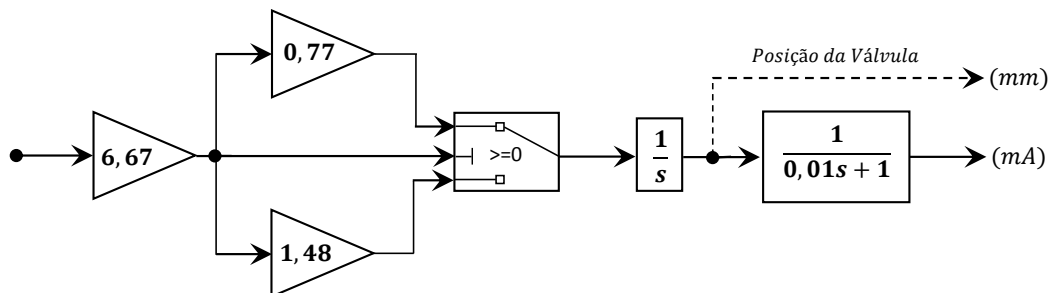 0,77
Posição da Válvula
(mm)
6,67
>=0
1
s
1
0,01s + 1
(mA)
1,48